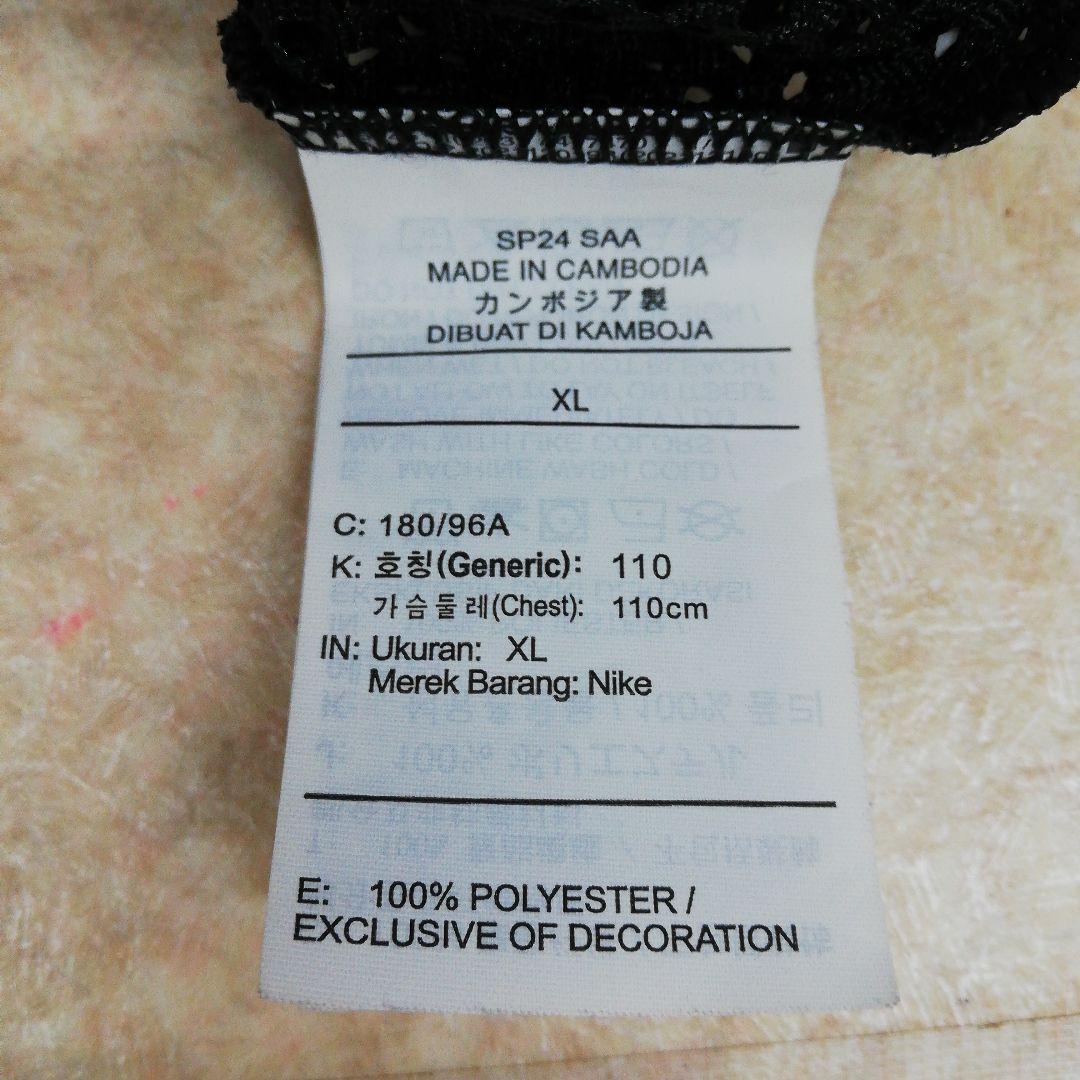 SP24 SAA
MADE IN CAMBODIA
カンボジア製
DIBUAT DI KAMBOJA
XL
C: 180/96A
K: 호칭(Generic): 110
가슴둘레(Chest): 110cm
IN: Ukuran: XL
Merek Barang: Nike
E: 100% POLYESTER /
EXCLUSIVE OF DECORATION